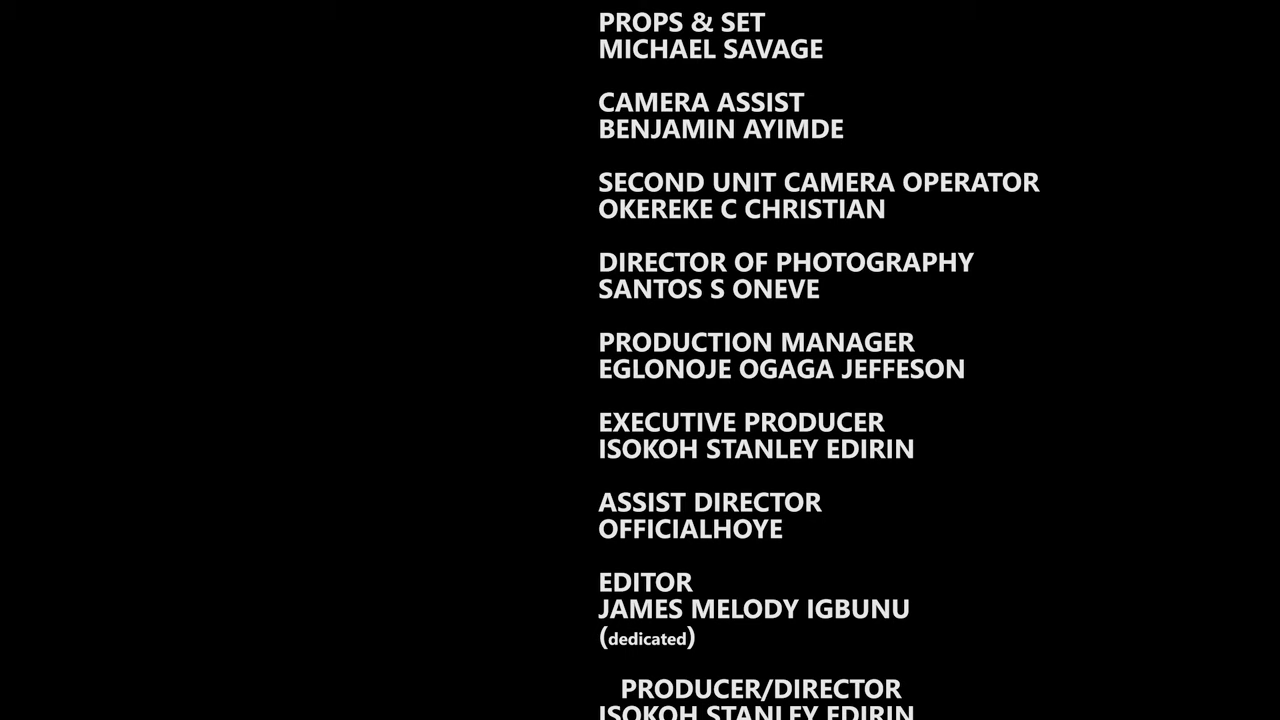 PROPS & SET
MICHAEL SAVAGE
CAMERA ASSIST
BENJAMIN AYIMDE
SECOND UNIT CAMERA OPERATOR
OKEREKE C CHRISTIAN
DIRECTOR OF PHOTOGRAPHY
SANTOS S ONEVE
PRODUCTION MANAGER
EGLONOJE OGAGA JEFFESON
EXECUTIVE PRODUCER
ISOKOH STANLEY EDIRIN
ASSIST DIRECTOR
OFFICIALHOYE
EDITOR
JAMES MELODY IGBUNU
(dedicated)
PRODUCER/DIRECTOR
ISOKOH STANLEY EDIRIN